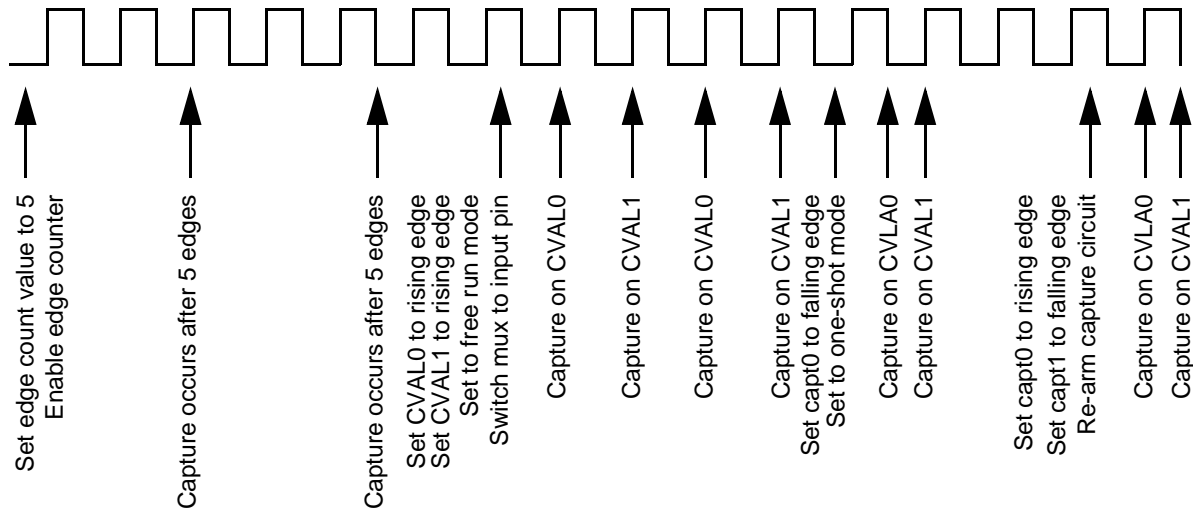 Set edge count value to 5
Enable edge counter
Capture occurs after 5 edges
Capture occurs after 5 edges
Set CVAL0 to rising edge
Set CVAL1 to rising edge
Set to free run mode
Switch mux to input pin
Capture on CVAL0
Capture on CVAL1
Capture on CVAL0
Capture on CVAL1
Set capt0 to falling edge
Set to one-shot mode
Capture on CVLA0
Capture on CVAL1
Set capt0 to rising edge
Set capt1 to falling edge
Re-arm capture circuit
Capture on CVLA0
Capture on CVAL1